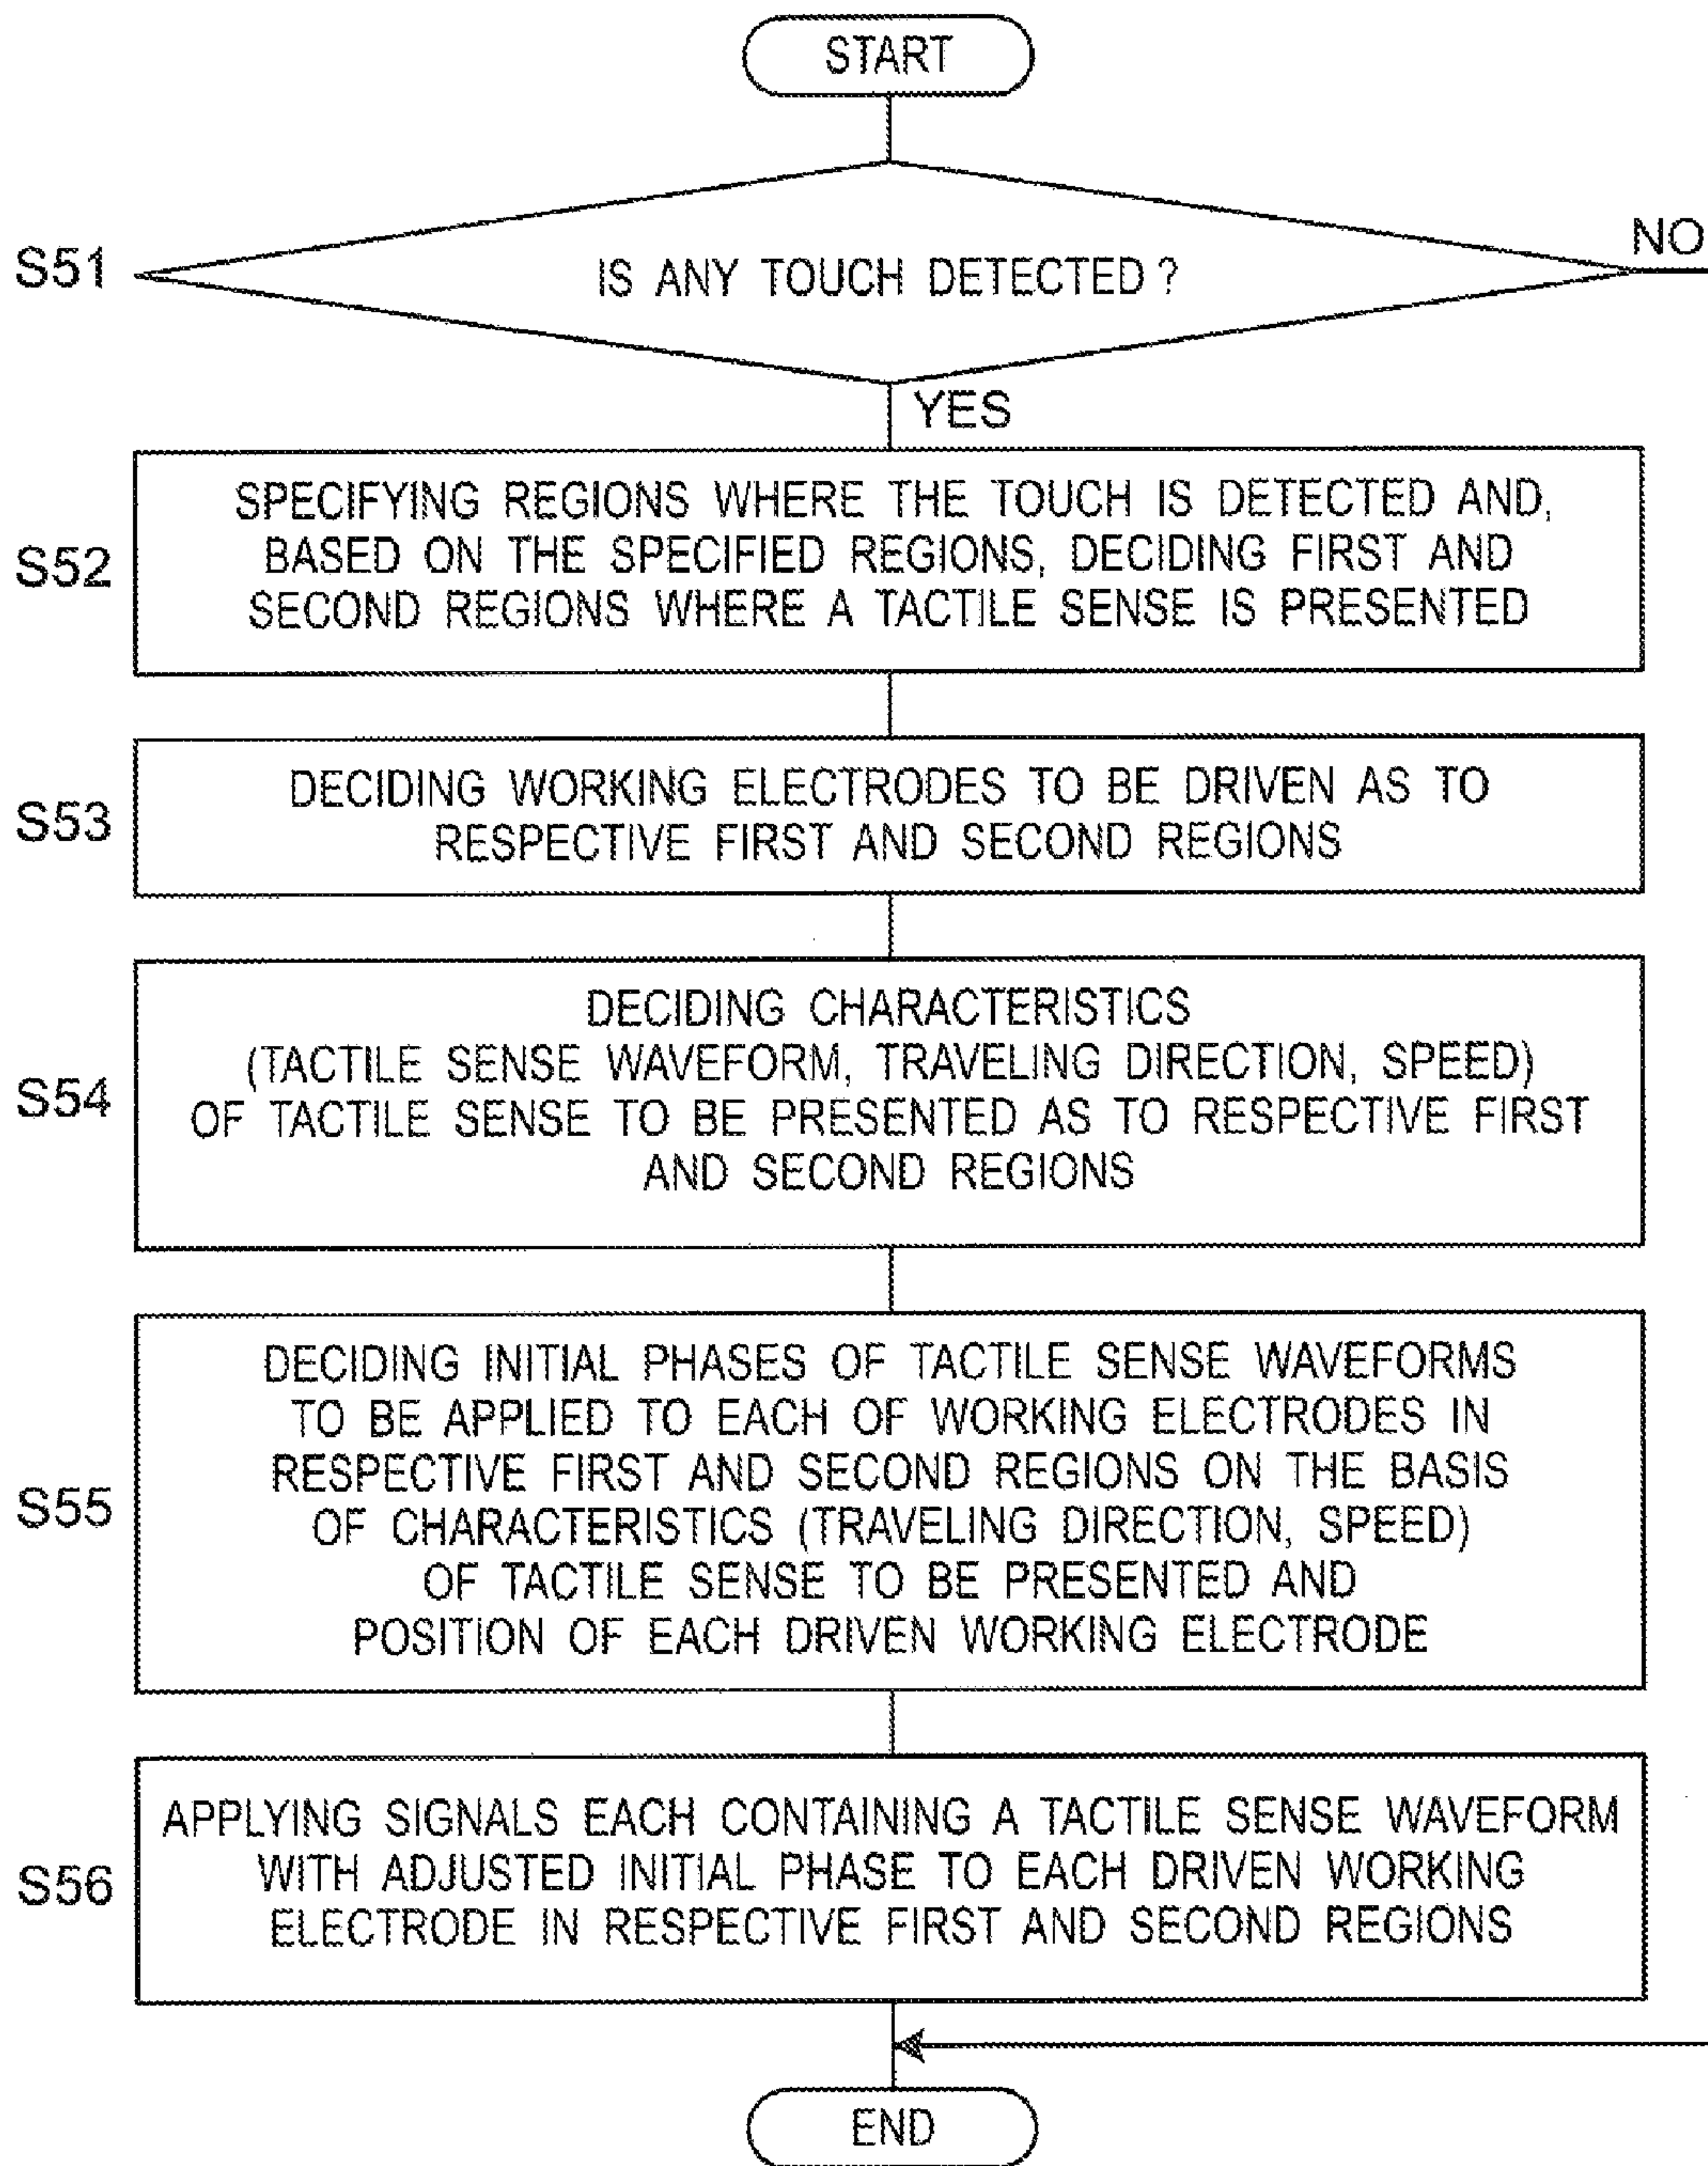 START
S51
IS ANY TOUCH DETECTED ?
NO
YES
S52
SPECIFYING REGIONS WHERE THE TOUCH IS DETECTED AND,
BASED ON THE SPECIFIED REGIONS, DECIDING FIRST AND
SECOND REGIONS WHERE A TACTILE SENSE IS PRESENTED
S53
DECIDING WORKING ELECTRODES TO BE DRIVEN AS TO
RESPECTIVE FIRST AND SECOND REGIONS
S54
DECIDING CHARACTERISTICS
(TACTILE SENSE WAVEFORM, TRAVELING DIRECTION, SPEED)
OF TACTILE SENSE TO BE PRESENTED AS TO RESPECTIVE FIRST
AND SECOND REGIONS
S55
DECIDING INITIAL PHASES OF TACTILE SENSE WAVEFORMS
TO BE APPLIED TO EACH OF WORKING ELECTRODES IN
RESPECTIVE FIRST AND SECOND REGIONS ON THE BASIS
OF CHARACTERISTICS (TRAVELING DIRECTION, SPEED)
OF TACTILE SENSE TO BE PRESENTED AND
POSITION OF EACH DRIVEN WORKING ELECTRODE
S56
APPLYING SIGNALS EACH CONTAINING A TACTILE SENSE WAVEFORM
WITH ADJUSTED INITIAL PHASE TO EACH DRIVEN WORKING
ELECTRODE IN RESPECTIVE FIRST AND SECOND REGIONS
END